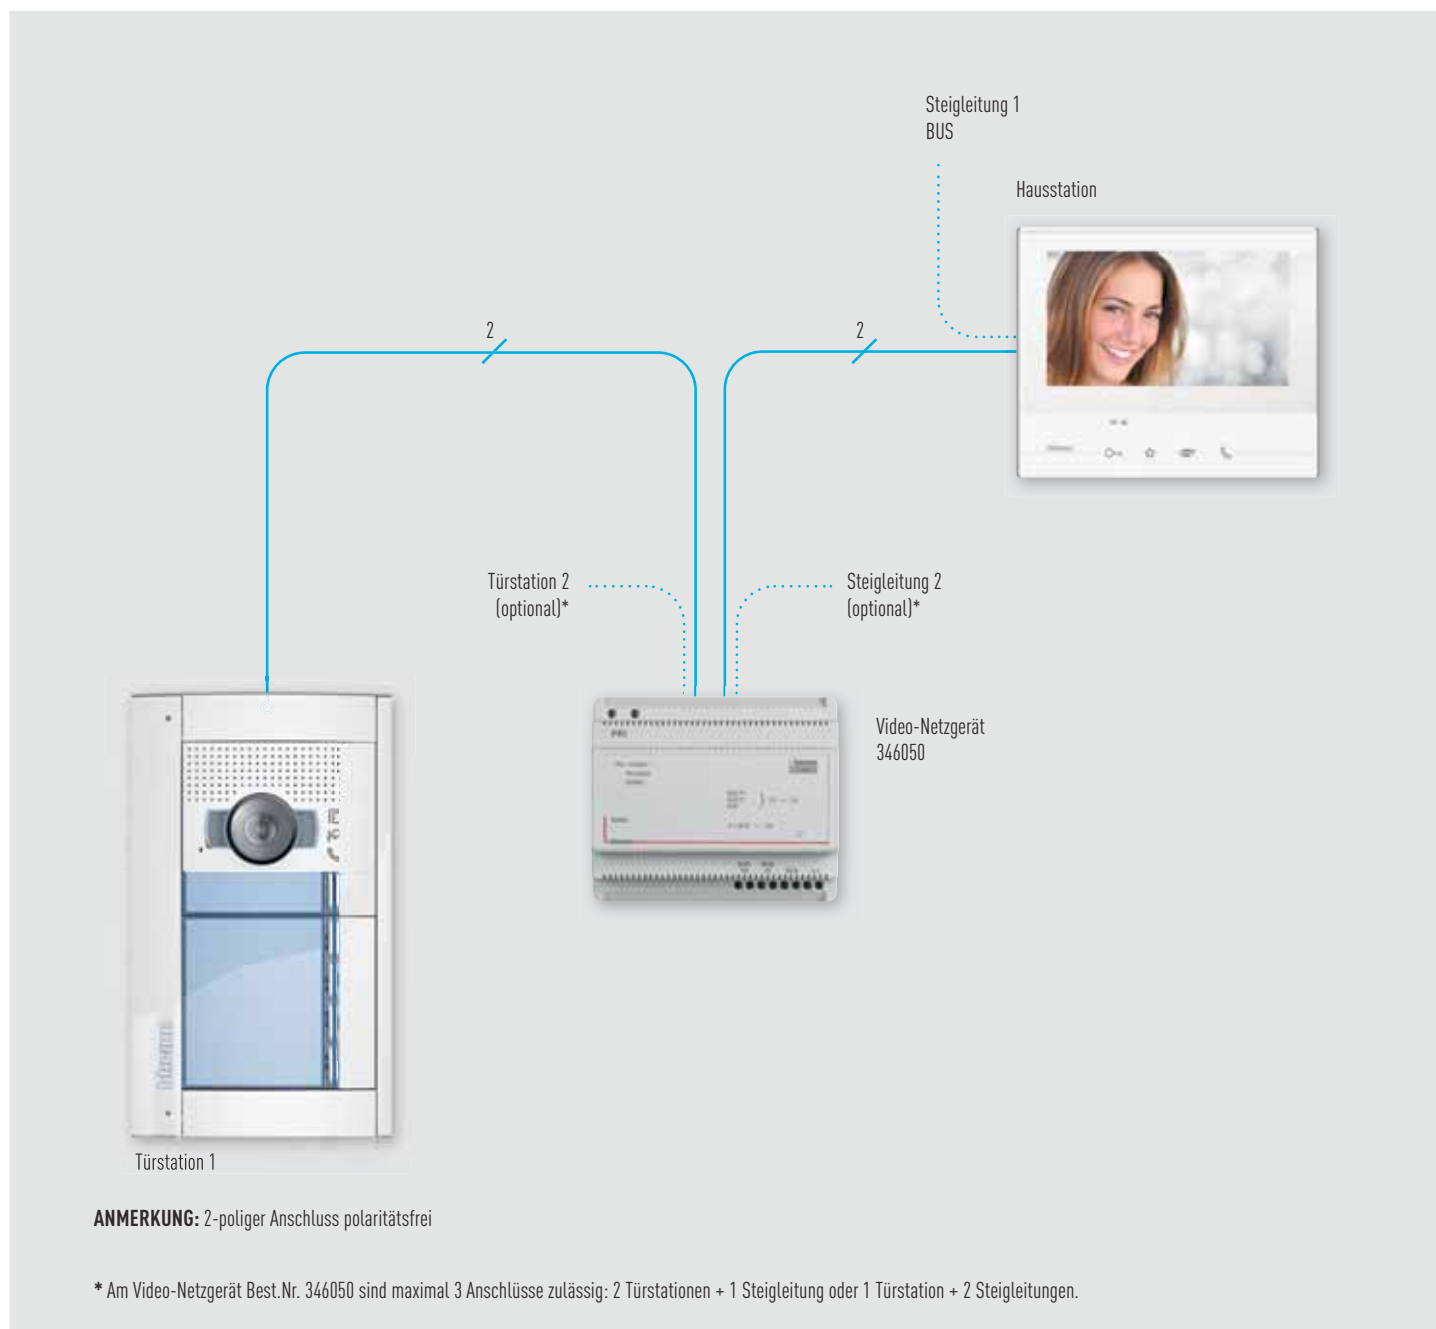 Steigleitung 1
BUS
Hausstation
2
2
Türstation 2
(optional)*
Steigleitung 2
(optional)*
Video-Netzgerät
346050
Türstation 1
ANMERKUNG: 2-poliger Anschluss polaritätsfrei
* Am Video-Netzgerät Best.Nr. 346050 sind maximal 3 Anschlüsse zulässig: 2 Türstationen + 1 Steigleitung oder 1 Türstation + 2 Steigleitungen.